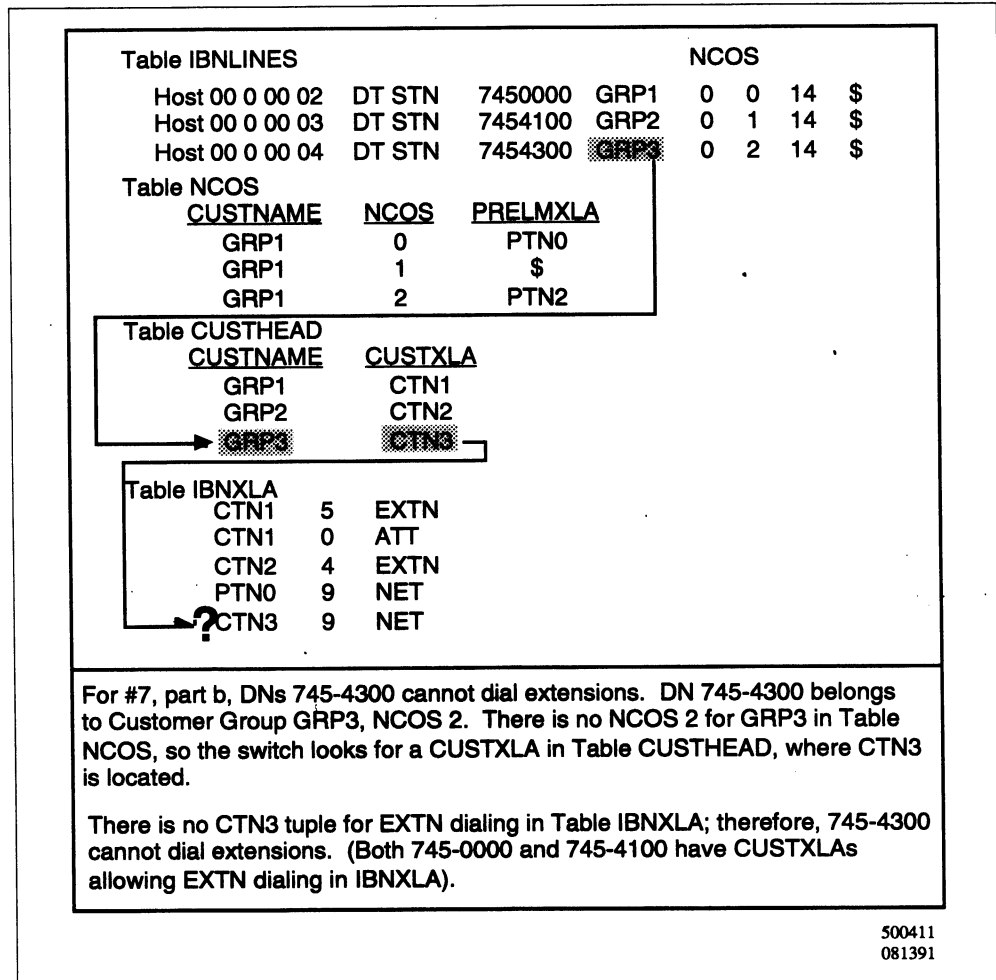 Table IBNLINES NCOS
Host 00 0 00 02 DT STN 7450000 GRP1 0 0 14 $
Host 00 0 00 03 DT STN 7454100 GRP2 0 1 14 $
Host 00 0 00 04 DT STN 7454300 GRP3 0 2 14 $
Table NCOS
CUSTNAME NCOS PRELMXLA
GRP1 0 PTN0
GRP1 1 $
GRP1 2 PTN2
Table CUSTHEAD
CUSTNAME CUSTXLA
GRP1 CTN1
GRP2 CTN2
GRP3 CTN3
Table IBNXLA
CTN1 5 EXTN
CTN1 0 ATT
CTN2 4 EXTN
PTN0 9 NET
?CTN3 9 NET
For #7, part b, DNs 745-4300 cannot dial extensions. DN 745-4300 belongs
to Customer Group GRP3, NCOS 2. There is no NCOS 2 for GRP3 in Table
NCOS, so the switch looks for a CUSTXLA in Table CUSTHEAD, where CTN3
is located.
There is no CTN3 tuple for EXTN dialing in Table IBNXLA; therefore, 745-4300
cannot dial extensions. (Both 745-0000 and 745-4100 have CUSTXLAs
allowing EXTN dialing in IBNXLA).
500411
081391